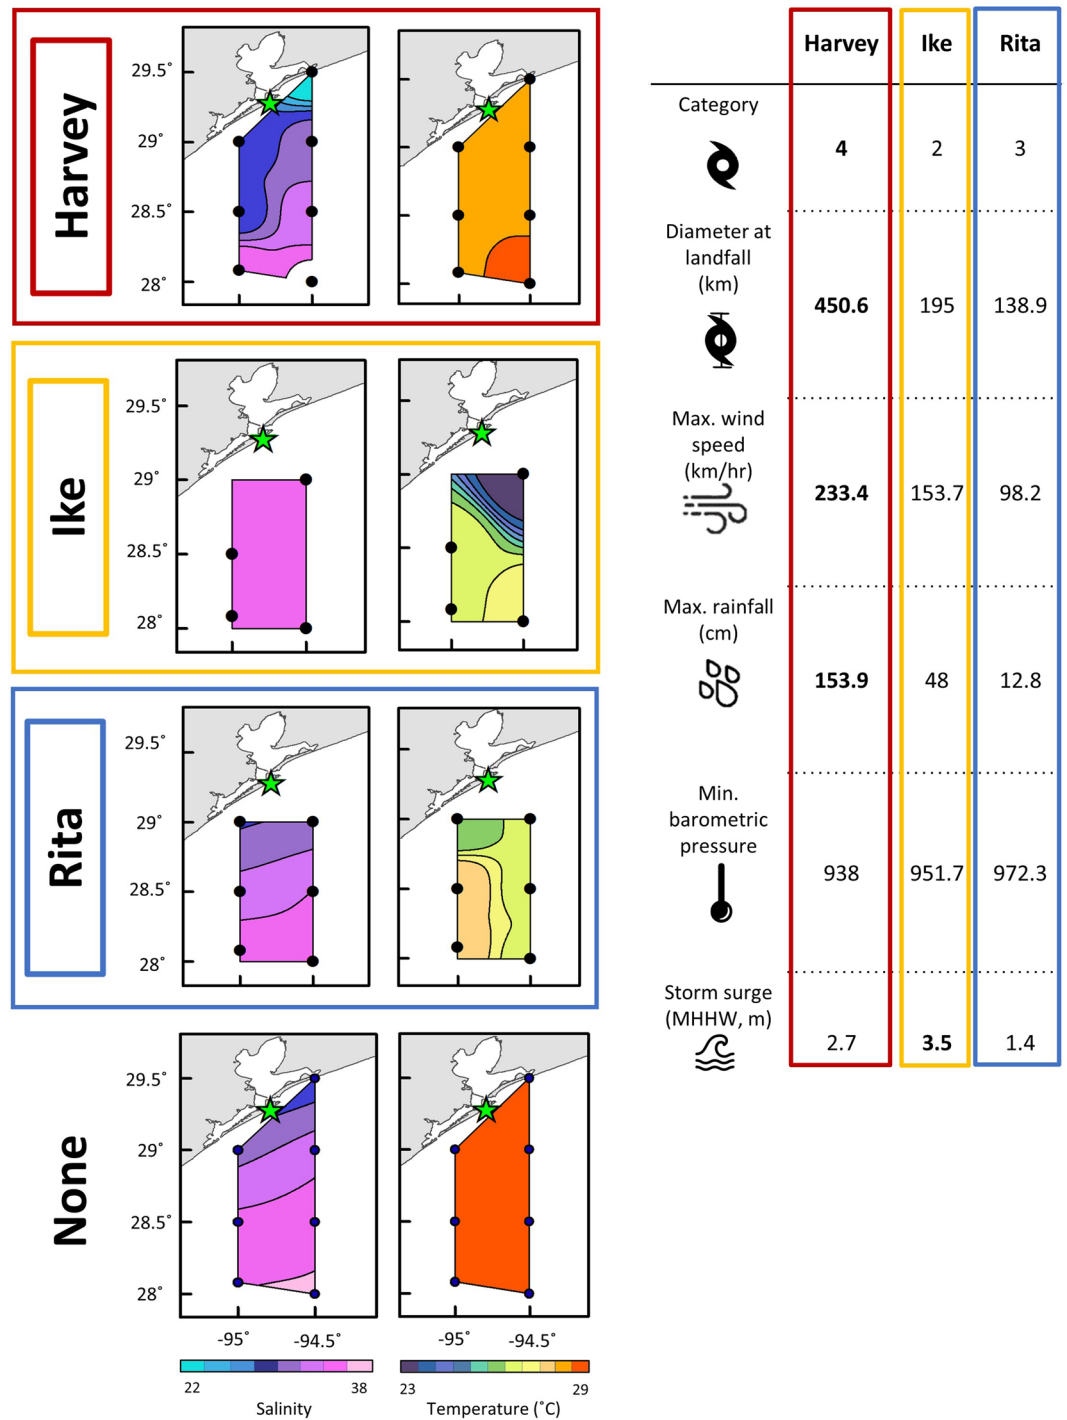 Harvey
29.5˚
29˚
28.5˚
28˚
Ike
29.5˚
29˚
28.5˚
28˚
Rita
29.5˚
29˚
28.5˚
28˚
None
29.5˚
29˚
28.5˚
28˚
-95˚ -94.5˚ -95˚ -94.5˚
22 38
Salinity
23 29
Temperature (˚C)
Harvey Ike Rita
Category
4 2 3
Diameter at
landfall
(km)
450.6 195 138.9
Max. wind
speed
(km/hr)
233.4 153.7 98.2
Max. rainfall
(cm)
153.9 48 12.8
Min.
barometric
pressure
938 951.7 972.3
Storm surge
(MHHW, m)
2.7 3.5 1.4